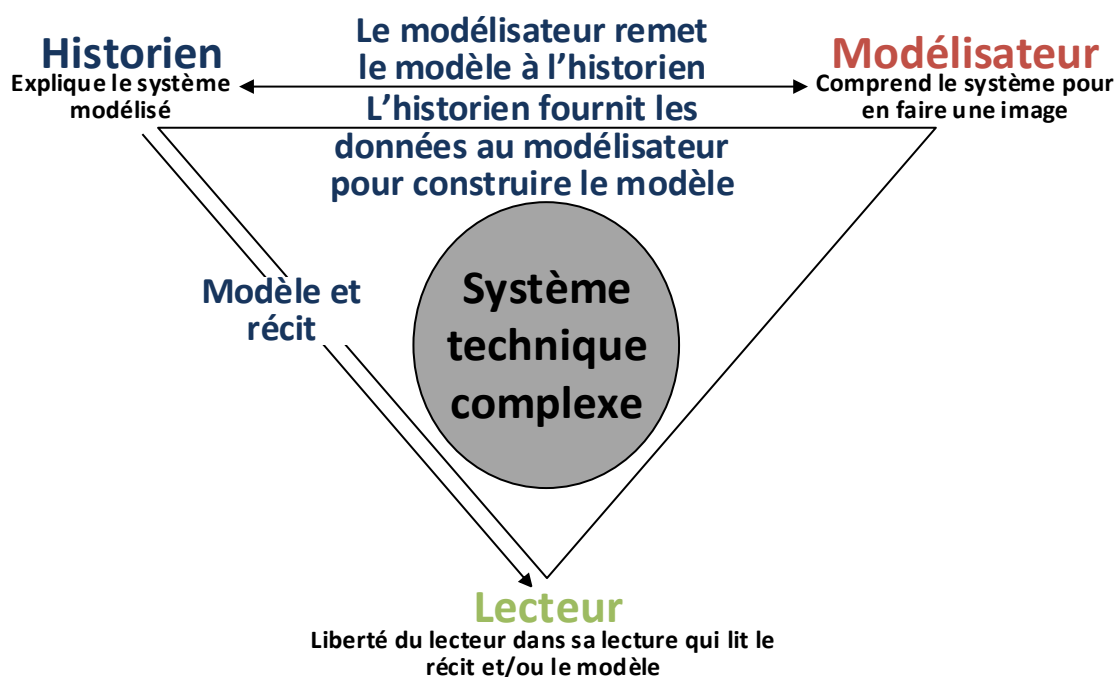 Historien
Explique le système
modélisé
Le modélisateur remet
le modèle à l’historien
L’historien fournit les
données au modélisateur
pour construire le modèle
Modélisateur
Comprend le système pour
en faire une image
Modèle et
récit
Système
technique
complexe
Lecteur
Liberté du lecteur dans sa lecture qui lit le
récit et/ou le modèle